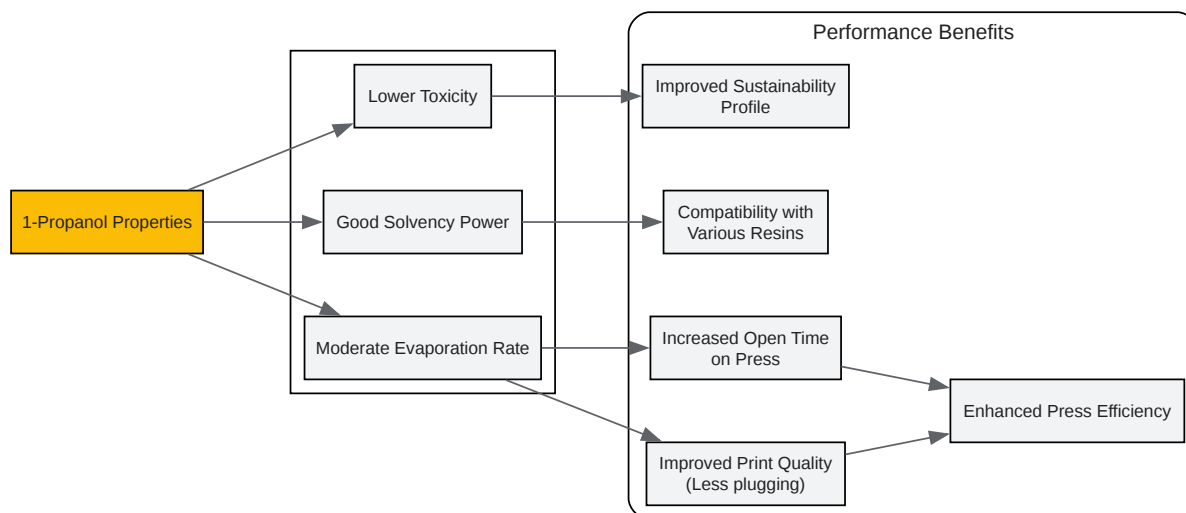 Performance Benefits
Lower Toxicity
Improved Sustainability
Profile
1-Propanol Properties
Good Solvency Power
Compatibility with
Various Resins
Moderate Evaporation Rate
Increased Open Time
on Press
Enhanced Press Efficiency
Improved Print Quality
(Less plugging)